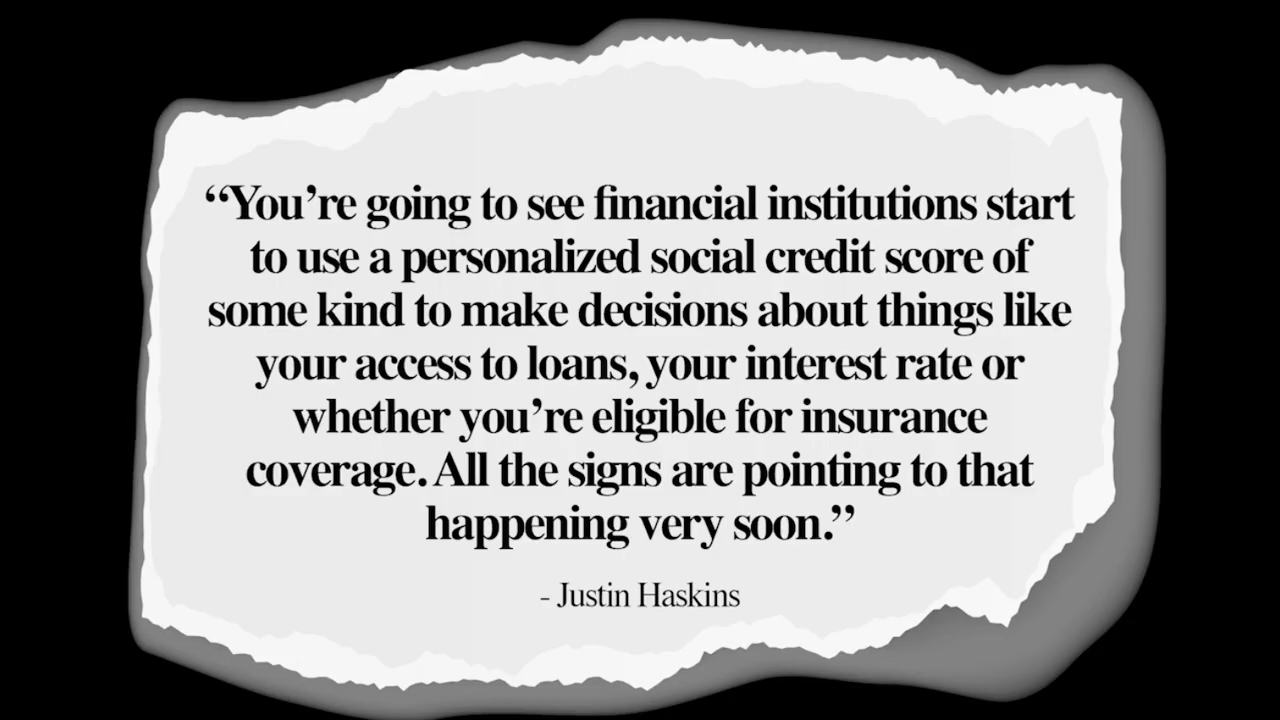 “You’re going to see financial institutions start
to use a personalized social credit score of
some kind to make decisions about things like
your access to loans, your interest rate or
whether you’re eligible for insurance
coverage. All the signs are pointing to that
happening very soon.”
- Justin Haskins